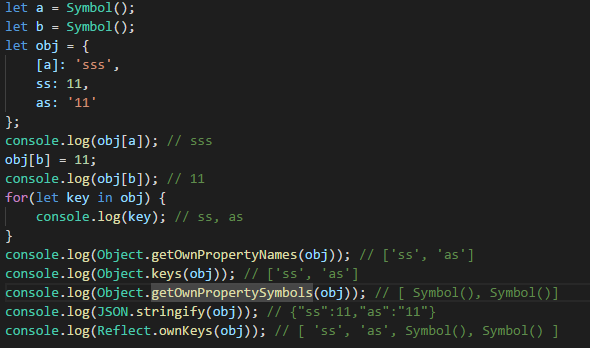 let a = Symbol();
let b = Symbol();
let obj = {
    [a]: 'sss',
    ss: 11,
    as: '11'
};
console.log(obj[a]); // sss
obj[b] = 11;
console.log(obj[b]); // 11
for(let key in obj) {
    console.log(key); // ss, as
}
console.log(Object.getOwnPropertyNames(obj)); // ['ss', 'as']
console.log(Object.keys(obj)); // ['ss', 'as']
console.log(Object.getOwnPropertySymbols(obj)); // [ Symbol(), Symbol()]
console.log(JSON.stringify(obj)); // {"ss":11,"as":"11"}
console.log(Reflect.ownKeys(obj)); // [ 'ss', 'as', Symbol(), Symbol() ]